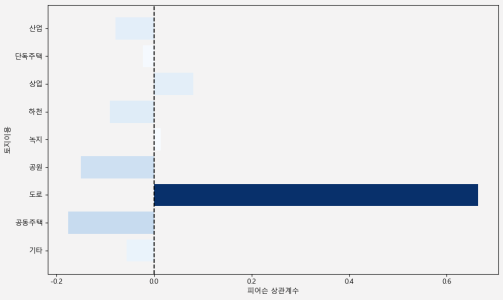 산업
단독주택
상업
하천
녹지
공원
도로
공동주택
기타
토지이용
-0.2 0.0 0.2 0.4 0.6
피어슨 상관계수